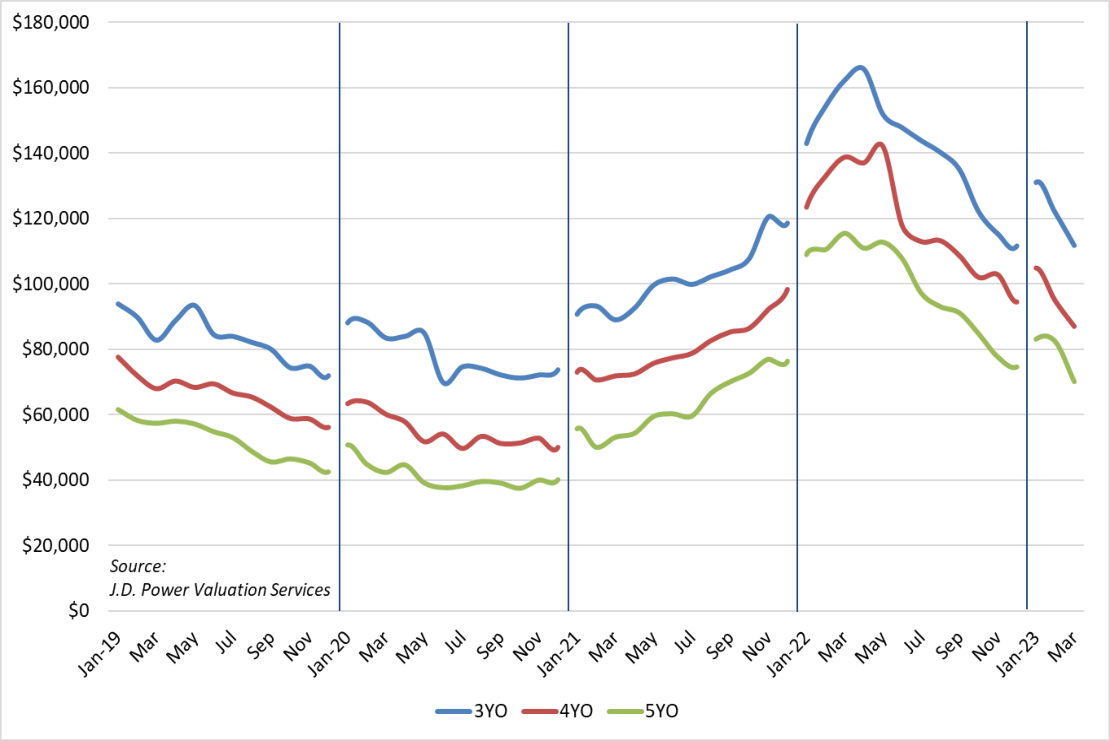 $180,000
$160,000
$140,000
$120,000
$100,000
$80,000
$60,000
$40,000
$20,000
$0
Source:
J.D. Power Valuation Services
Jan-19 Mar May Jul Sep Nov Jan-20 Mar May Jul Sep Nov Jan-21 Mar May Jul Sep Nov Jan-22 Mar May Jul Sep Nov Jan-23 Mar
3YO 4YO 5YO